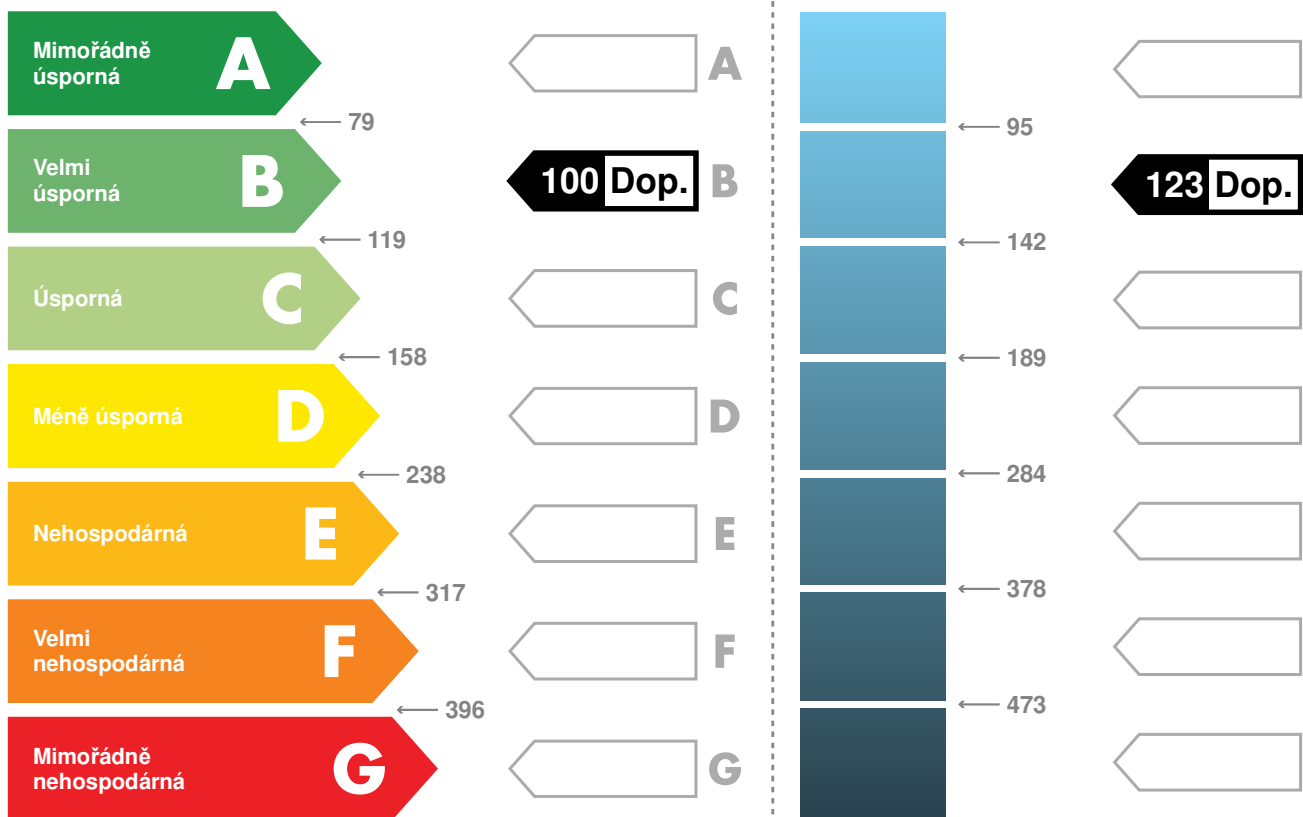 Mimořádně
úsporná
A
A
79
95
Velmi
úsporná
B
100 Dop.
B
123 Dop.
119
142
Úsporná
C
C
158
189
Méně úsporná
D
D
238
284
Nehospodárná
E
E
317
378
Velmi
nehospodárná
F
F
396
473
Mimořádně
nehospodárná
G
G